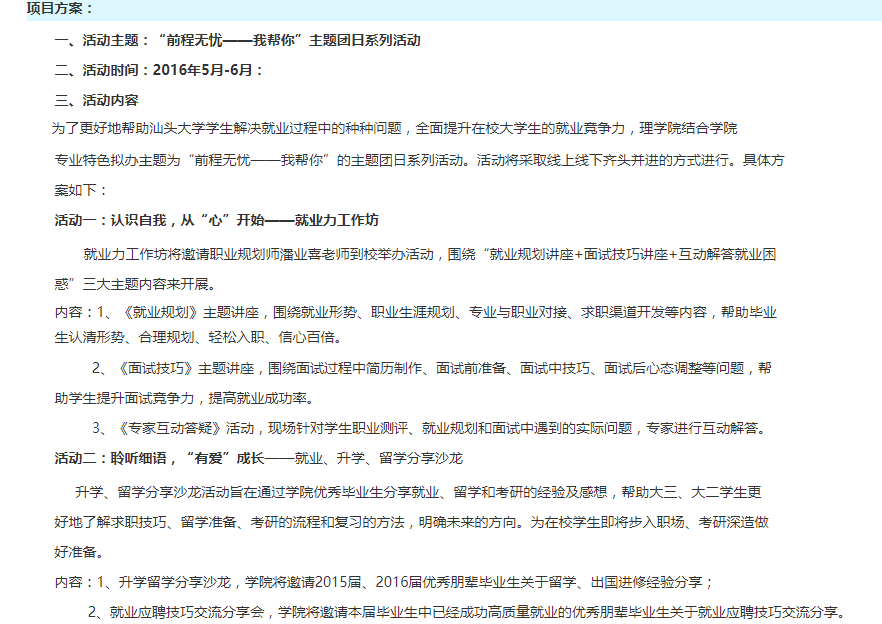 项目方案：
一、活动主题：“前程无忧——我帮你”主题团日系列活动
二、活动时间：2016年5月-6月：
三、活动内容
为了更好地帮助汕头大学学生解决就业过程中的种种问题，全面提升在校大学生的就业竞争力，理学院结合学院
专业特色拟办主题为“前程无忧——我帮你”的主题团日系列活动。活动将采取线上线下齐头并进的方式进行。具体方
案如下：
活动一：认识自我，从“心”开始——就业力工作坊
就业力工作坊将邀请职业规划师潘业喜老师到校举办活动，围绕“就业规划讲座+面试技巧讲座+互动解答就业困
惑”三大主题内容来开展。
内容：1、《就业规划》主题讲座，围绕就业形势、职业生涯规划、专业与职业对接、求职渠道开发等内容，帮助毕业
生认清形势、合理规划、轻松入职、信心百倍。
2、《面试技巧》主题讲座，围绕面试过程中简历制作、面试前准备、面试中技巧、面试后心态调整等问题，帮
助学生提升面试竞争力，提高就业成功率。
3、《专家互动答疑》活动，现场针对学生职业测评、就业规划和面试中遇到的实际问题，专家进行互动解答。
活动二：聆听细语，“有爱”成长——就业、升学、留学分享沙龙
升学、留学分享沙龙活动旨在通过学院优秀毕业生分享就业、留学和考研的经验及感想，帮助大三、大二学生更
好地了解求职技巧、留学准备、考研的流程和复习的方法，明确未来的方向。为在校学生即将步入职场、考研深造做
好准备。
内容：1、升学留学分享沙龙，学院将邀请2015届、2016届优秀朋辈毕业生关于留学、出国进修经验分享；
2、就业应聘技巧交流分享会，学院将邀请本届毕业生中已经成功高质量就业的优秀朋辈毕业生关于就业应聘技巧交流分享。